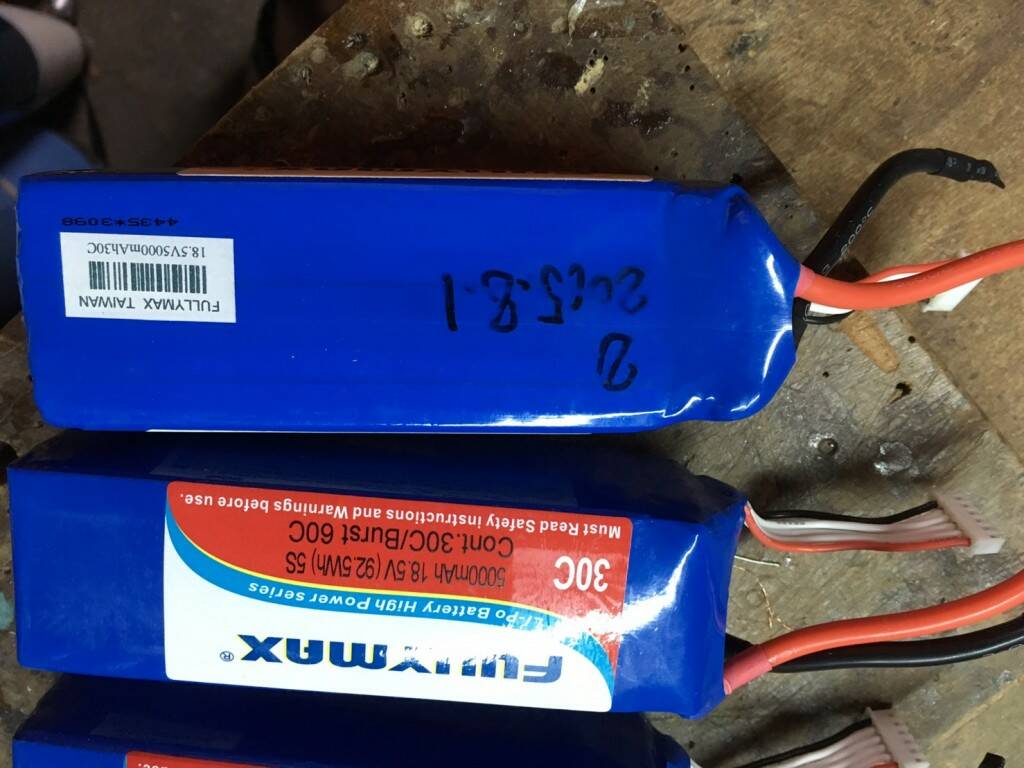 FULLYMAX TAIWAN
18.5V5000mAh30C
4435*3098
2
2015.8.1
FULLYMAX®
Li-Po Battery High Power series
30C
5000mAh 18.5V (92.5Wh) 5S
Cont.30C/Burst 60C
Must Read Safety Instructions and Warnings before use.